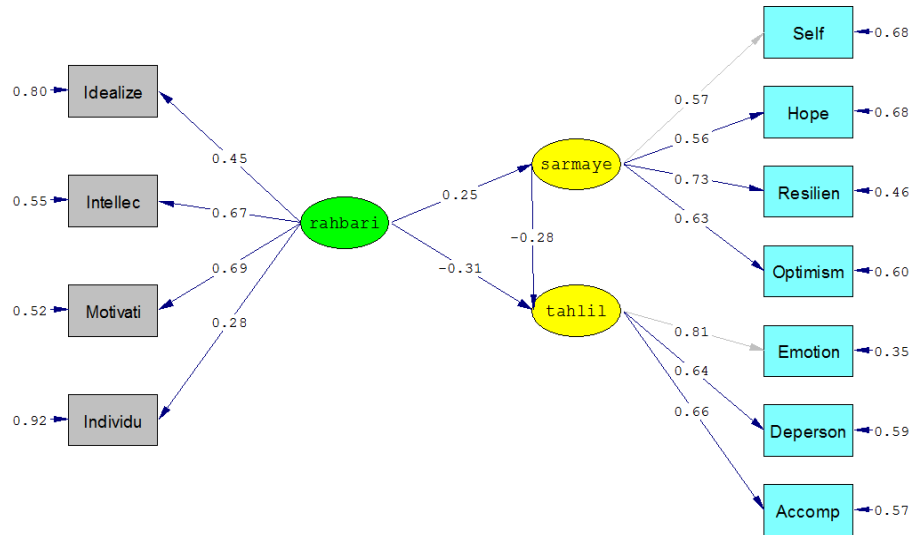 0.80
Idealize
0.55
Intellec
0.52
Motivati
0.92
Individu
0.45
0.67
0.69
0.28
rahbari
0.25
-0.31
sarmaye
-0.28
tahlil
0.57
0.56
0.73
0.63
0.81
0.64
0.66
Self
0.68
Hope
0.68
Resilien
0.46
Optimism
0.60
Emotion
0.35
Deperson
0.59
Accomp
0.57